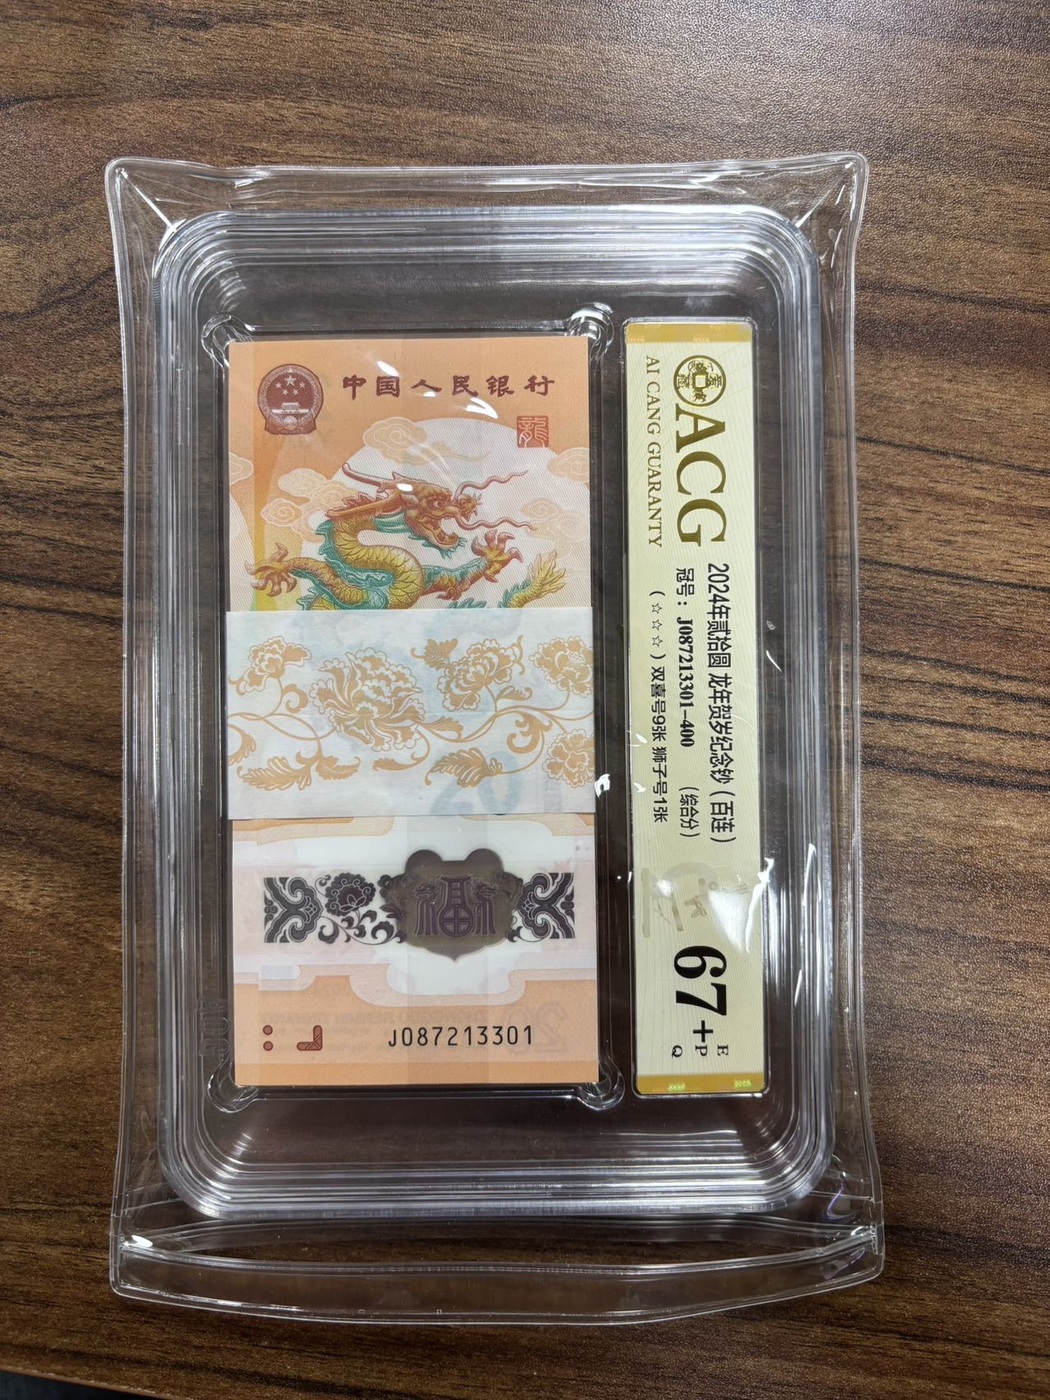 中国人民银行
龍
福
J087213301
ACG
AI CANG GUARANTY
2024年贰拾圆 龙年贺岁纪念钞（百连）
冠号：J087213301-400 （综合分）
（☆☆☆）双喜号9张 狮子号1张
67+
E
P
Q